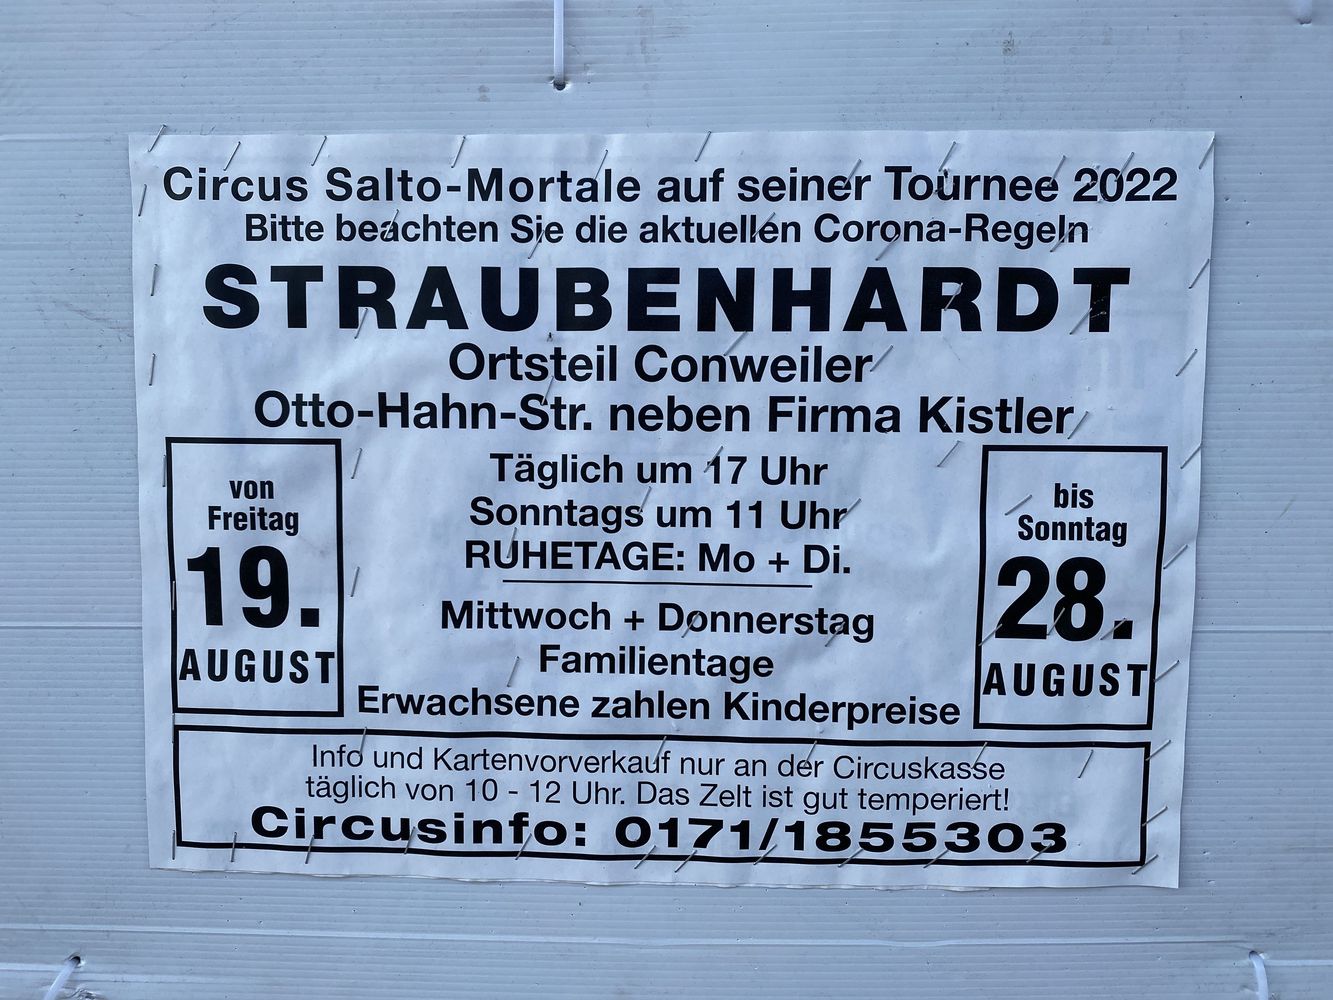 Circus Salto-Mortale auf seiner Tournee 2022
Bitte beachten Sie die aktuellen Corona-Regeln
STRAUBENHARDT
Ortsteil Conweiler
Otto-Hahn-Str. neben Firma Kistler
von
Freitag
19.
AUGUST
Täglich um 17 Uhr
Sonntags um 11 Uhr
RUHETAGE: Mo + Di.
Mittwoch + Donnerstag
Familientage
Erwachsene zahlen Kinderpreise
bis
Sonntag
28.
AUGUST
Info und Kartenvorverkauf nur an der Circuskasse
täglich von 10 - 12 Uhr. Das Zelt ist gut temperiert!
Circusinfo: 0171/1855303